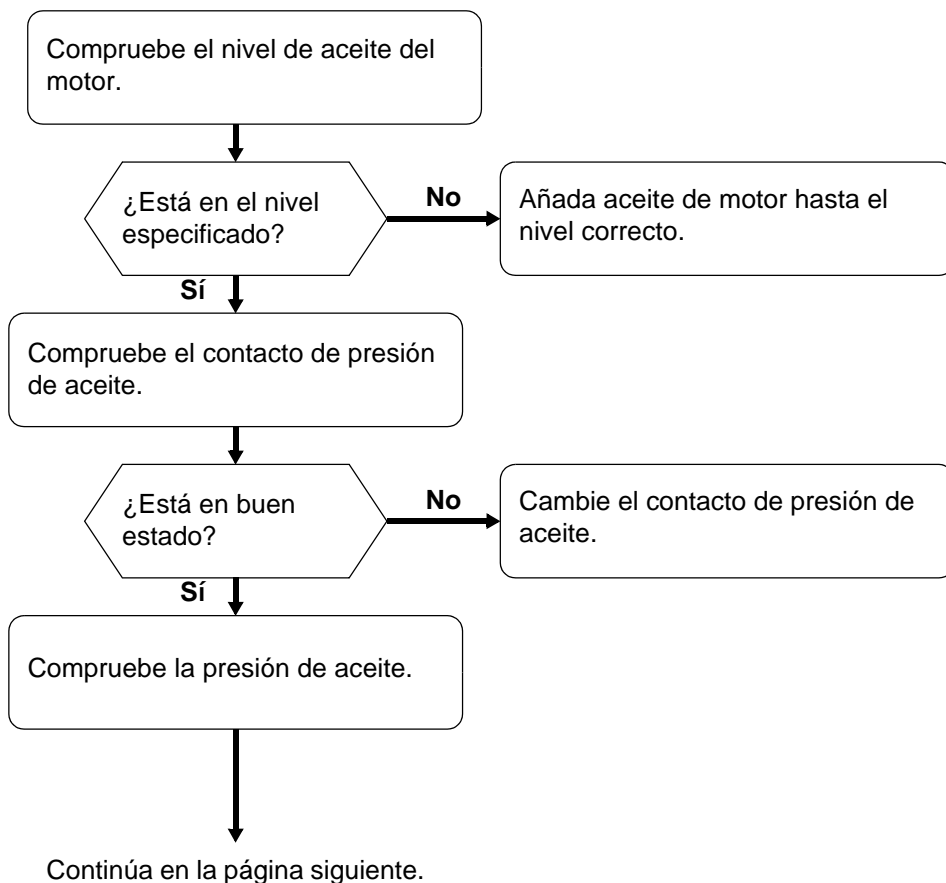 Compruebe el nivel de aceite del
motor.
¿Está en el nivel
especificado?
No
Añada aceite de motor hasta el
nivel correcto.
Sí
Compruebe el contacto de presión
de aceite.
¿Está en buen
estado?
No
Cambie el contacto de presión de
aceite.
Sí
Compruebe la presión de aceite.
Continúa en la página siguiente.